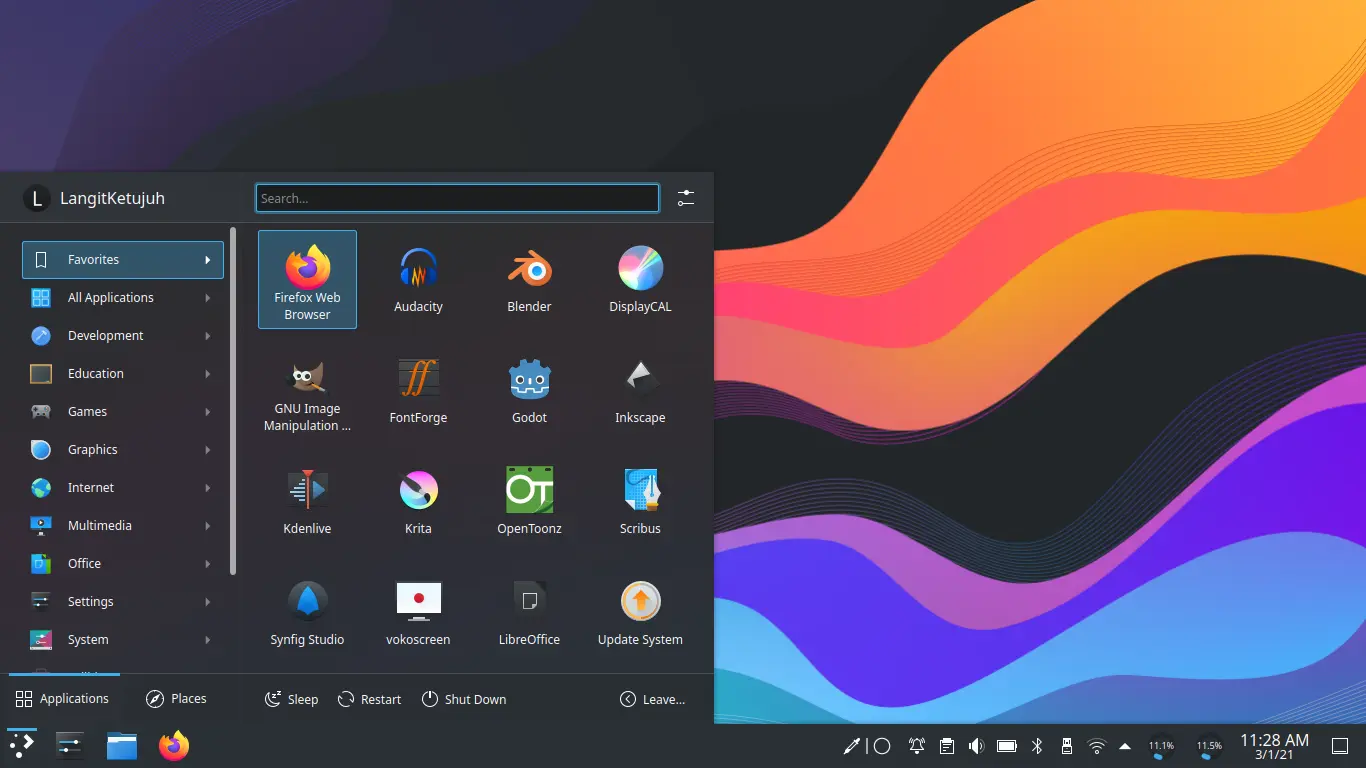 L LangitKetujuh
Search...
Favorites
All Applications
Development
Education
Games
Graphics
Internet
Multimedia
Office
Settings
System
Firefox Web
Browser
Audacity
Blender
DisplayCAL
GNU Image
Manipulation ...
FontForge
Godot
Inkscape
Kdenlive
Krita
OpenToonz
Scribus
Synfig Studio
vokoscreen
LibreOffice
Update System
Applications
Places
Sleep
Restart
Shut Down
Leave...
11.1%
11.5%
11:28 AM
3/1/21